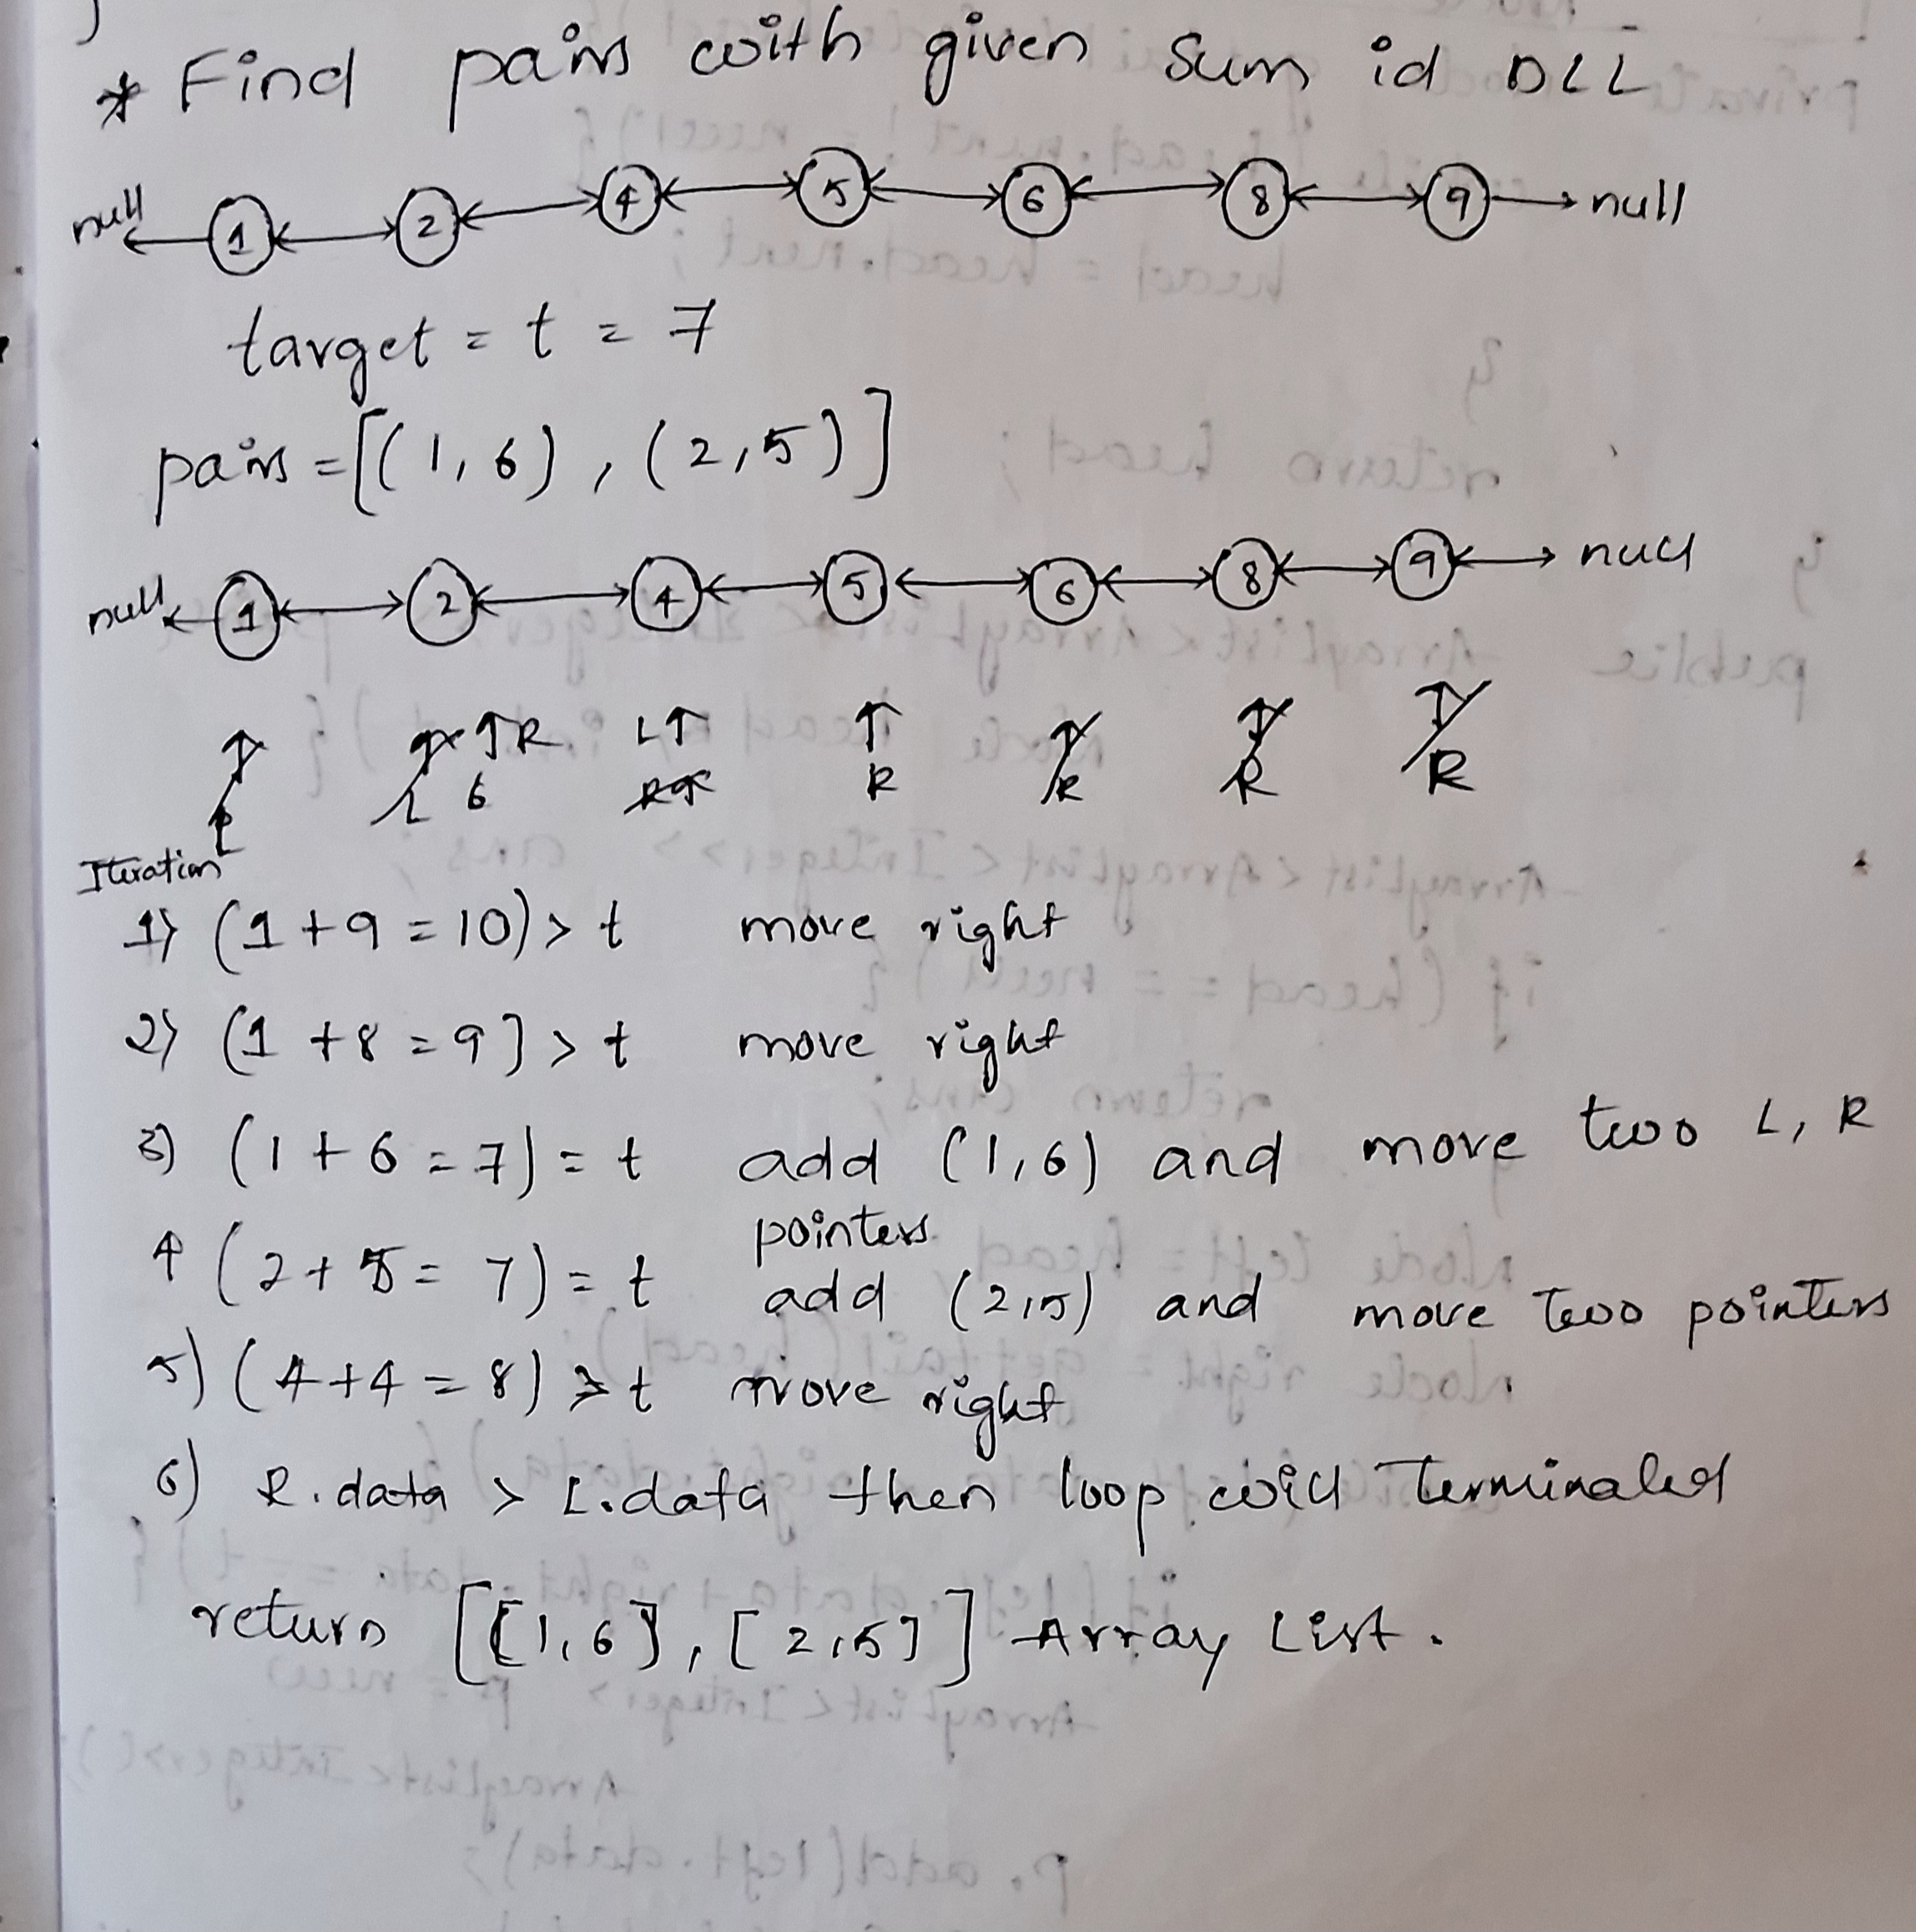 * Find pairs with given Sum id DLL
null 1 2 4 5 6 8 9 null
target = t = 7
pairs = [(1,6), (2,5)]
null 1 2 4 5 6 8 9 null
R L
L 6 R R R R
Iteration
1) (1+9=10) > t move right
2) (1+8=9] > t move right
3) (1+6=7) = t add (1,6) and move two L, R
pointers
4 (2+5=7) = t add (2,5) and move Two pointers
5) (4+4=8) > t move right
6) R.data > L.data then loop will Terminated
return [[1,6], [2,5]] Array List.